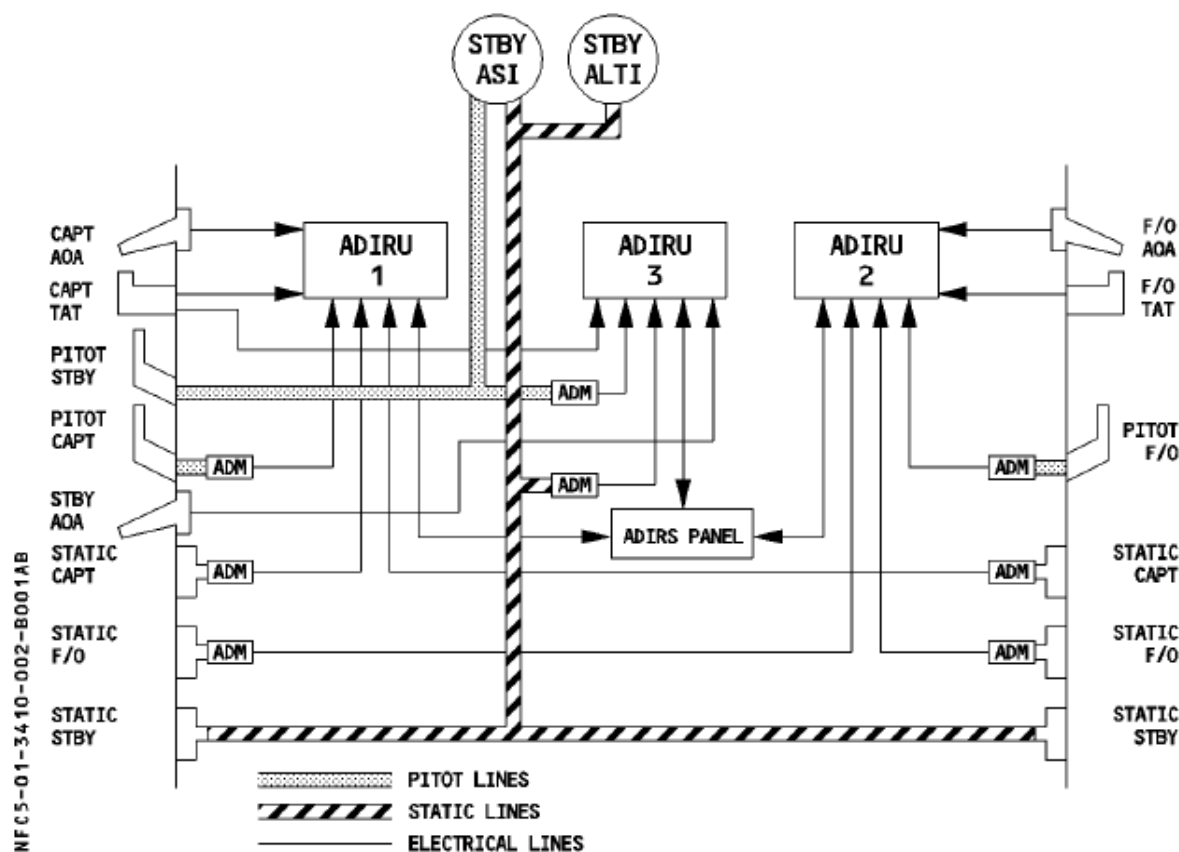 STBY
ASI
STBY
ALTI
CAPT
AOA
ADIRU
1
ADIRU
3
ADIRU
2
F/O
AOA
CAPT
TAT
F/O
TAT
PITOT
STBY
ADM
PITOT
CAPT
ADM
ADM
PITOT
F/O
ADM
STBY
AOA
ADIRS PANEL
STATIC
CAPT
ADM
ADM
STATIC
CAPT
STATIC
F/O
ADM
ADM
STATIC
F/O
STATIC
STBY
STATIC
STBY
PITOT LINES
STATIC LINES
ELECTRICAL LINES
NFC5-01-3410-002-B001AB